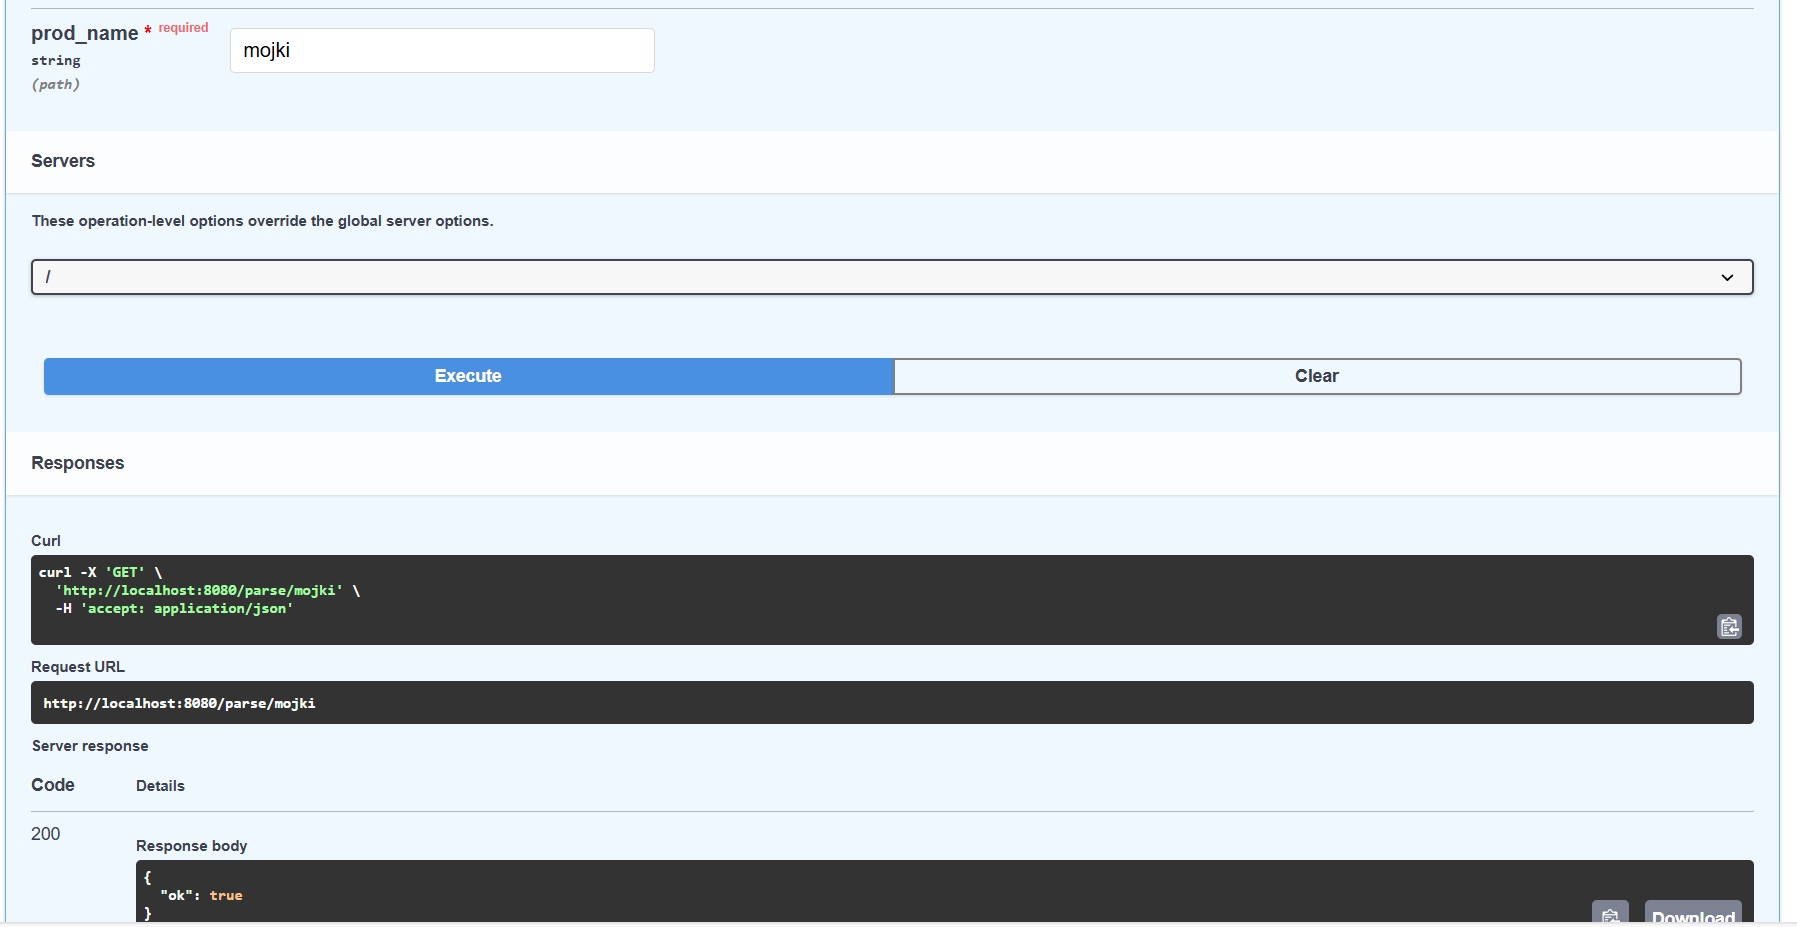 prod_name * required
string
(path)
mojki
Servers
These operation-level options override the global server options.
/
Execute
Clear
Responses
Curl
curl -X 'GET' \
  'http://localhost:8080/parse/mojki' \
  -H 'accept: application/json'
Request URL
http://localhost:8080/parse/mojki
Server response
Code
Details
200
Response body
{
  "ok": true
}
Download